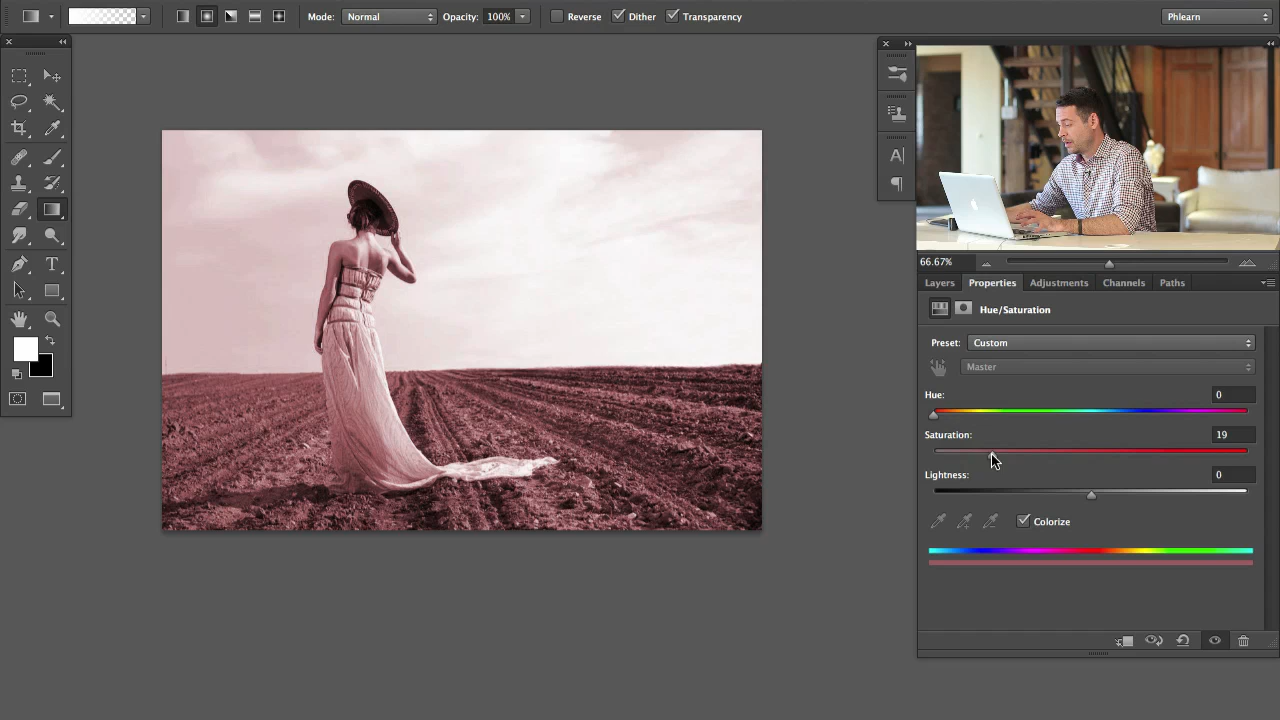 Mode: Normal Opacity: 100% Reverse Dither Transparency Phlearn
66.67%
Layers Properties Adjustments Channels Paths
Hue/Saturation
Preset: Custom
Master
Hue: 0
Saturation: 19
Lightness: 0
Colorize